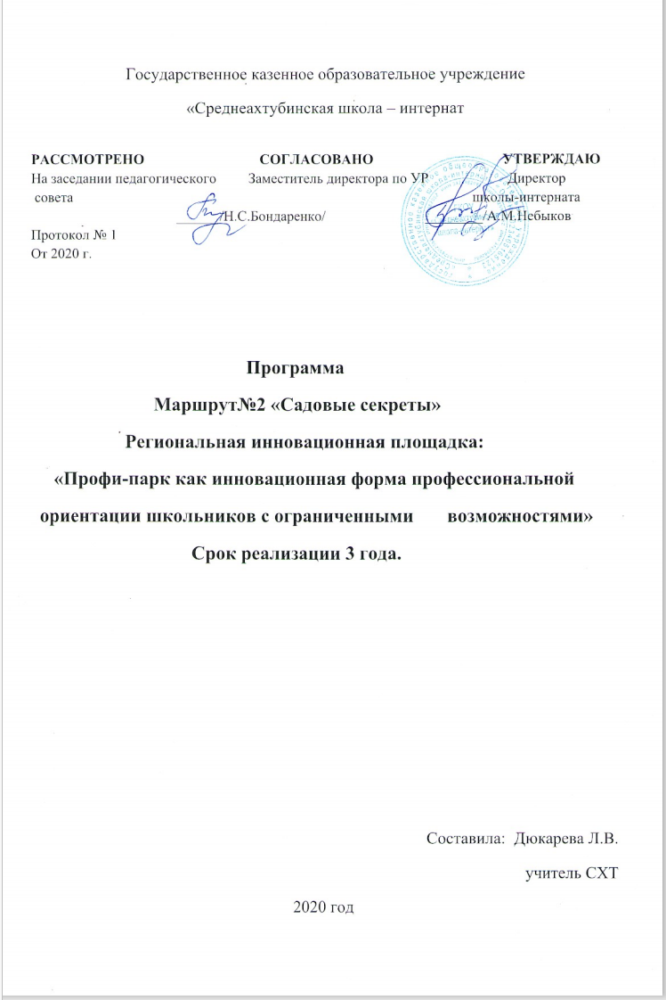 Государственное казенное образовательное учреждение
«Среднеахтубинская школа – интернат
РАССМОТРЕНО СОГЛАСОВАНО УТВЕРЖДАЮ
На заседании педагогического Заместитель директора по УР Директор
совета школы-интерната
/Н.С.Бондаренко/ /А.М.Небыков
Протокол № 1
От 2020 г.
Программа
Маршрут№2 «Садовые секреты»
Региональная инновационная площадка:
«Профи-парк как инновационная форма профессиональной
ориентации школьников с ограниченными возможностями»
Срок реализации 3 года.
Составила: Дюкарева Л.В.
учитель СХТ
2020 год